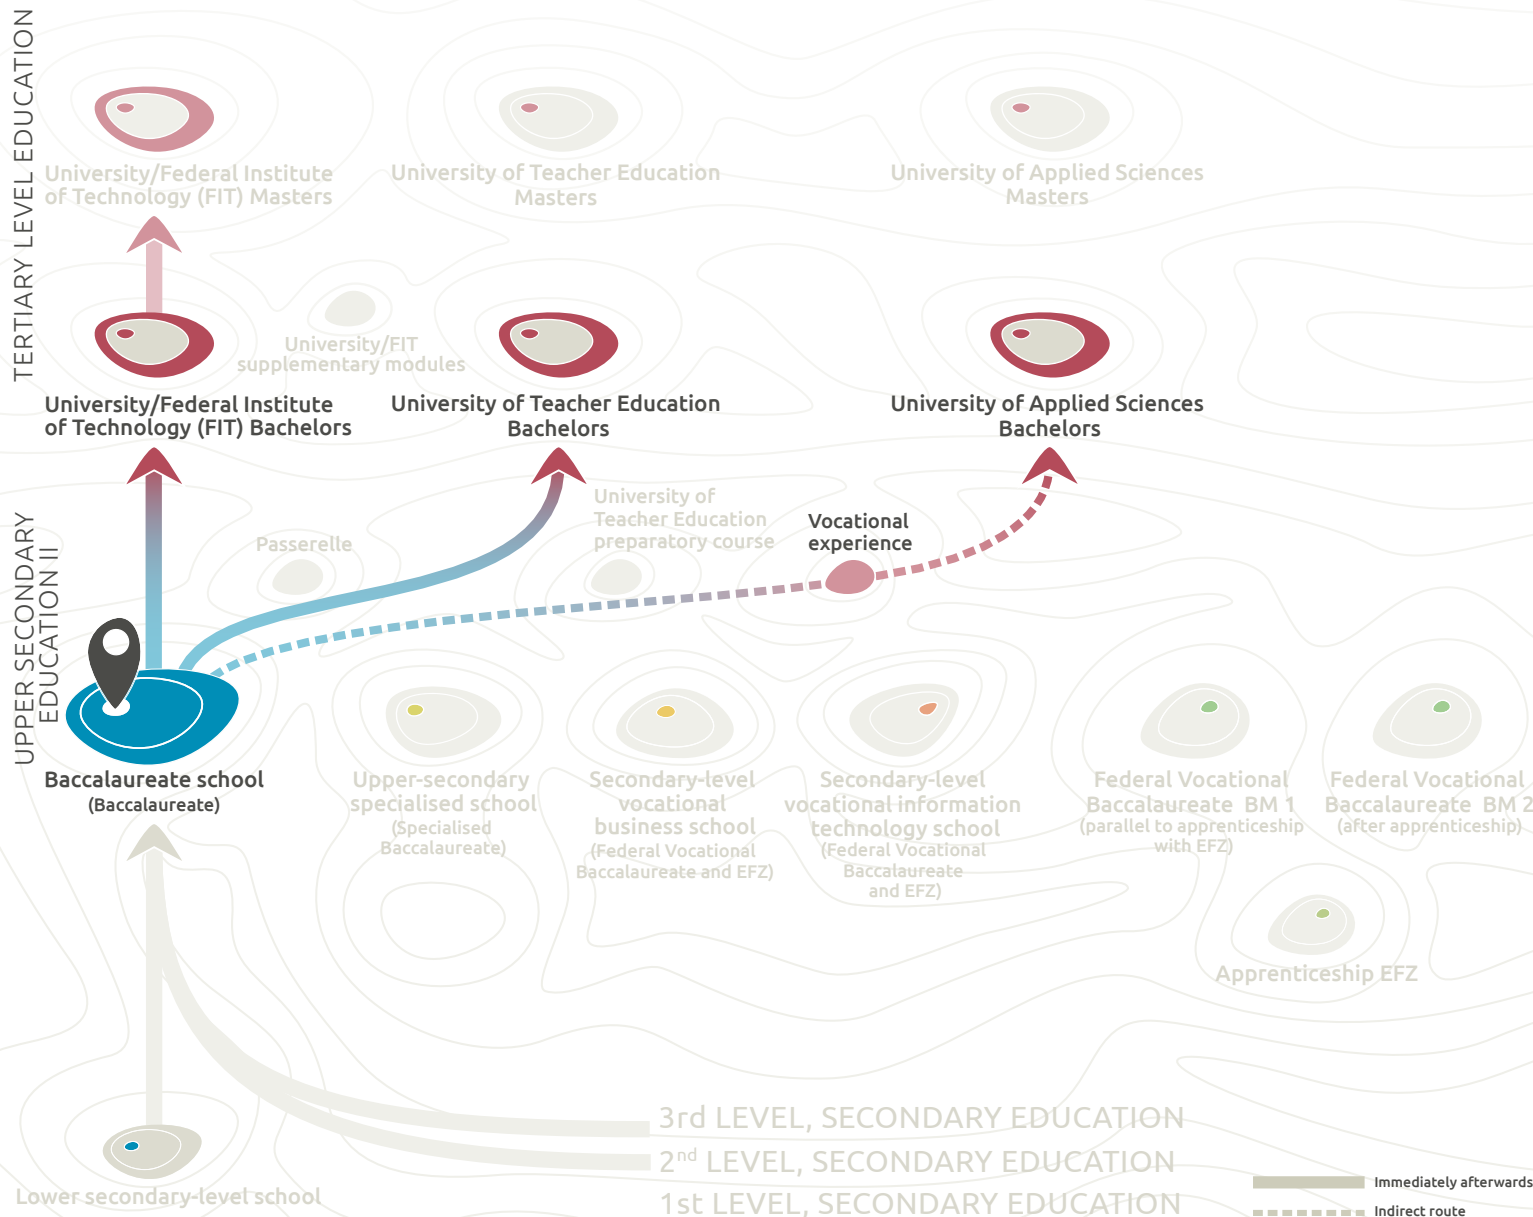 TERTIARY LEVEL EDUCATION
University/Federal Institute
of Technology (FIT) Masters
University of Teacher Education
Masters
University of Applied Sciences
Masters
University/FIT
supplementary modules
University/Federal Institute
of Technology (FIT) Bachelors
University of Teacher Education
Bachelors
University of Applied Sciences
Bachelors
UPPER SECONDARY
EDUCATION II
Passerelle
University of
Teacher Education
preparatory course
Vocational
experience
Baccalaureate school
(Baccalaureate)
Upper-secondary
specialised school
(Specialised
Baccalaureate)
Secondary-level
vocational
business school
(Federal Vocational
Baccalaureate and EFZ)
Secondary-level
vocational information
technology school
(Federal Vocational
Baccalaureate
and EFZ)
Federal Vocational
Baccalaureate BM 1
(parallel to apprenticeship
with EFZ)
Federal Vocational
Baccalaureate BM 2
(after apprenticeship)
Apprenticeship EFZ
Lower secondary-level school
3rd LEVEL, SECONDARY EDUCATION
2nd LEVEL, SECONDARY EDUCATION
1st LEVEL, SECONDARY EDUCATION
Immediately afterwards
Indirect route